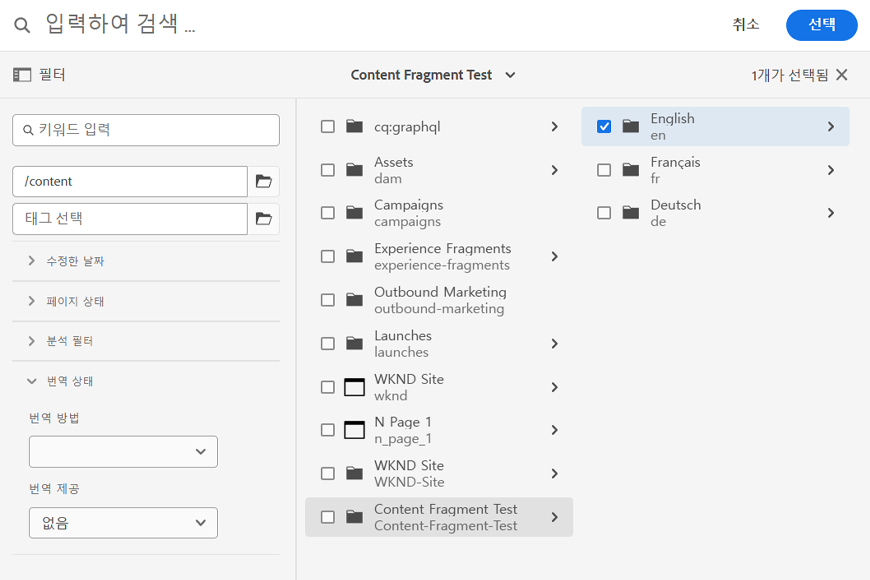 입력하여 검색 ...
취소
선택
필터
Content Fragment Test
1개가 선택됨
키워드 입력
/content
태그 선택
수정한 날짜
페이지 상태
분석 필터
번역 상태
번역 방법
번역 제공
없음
cq:graphql
Assets
dam
Campaigns
campaigns
Experience Fragments
experience-fragments
Outbound Marketing
outbound-marketing
Launches
launches
WKND Site
wknd
N Page 1
n_page_1
WKND Site
WKND-Site
Content Fragment Test
Content-Fragment-Test
English
en
Français
fr
Deutsch
de